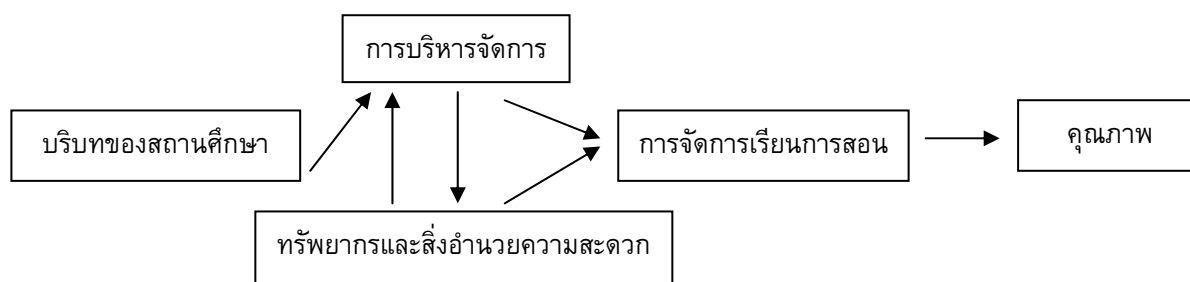 การบริหารจัดการ
บริบทของสถานศึกษา
การจัดการเรียนการสอน
คุณภาพ
ทรัพยากรและสิ่งอำนวยความสะดวก